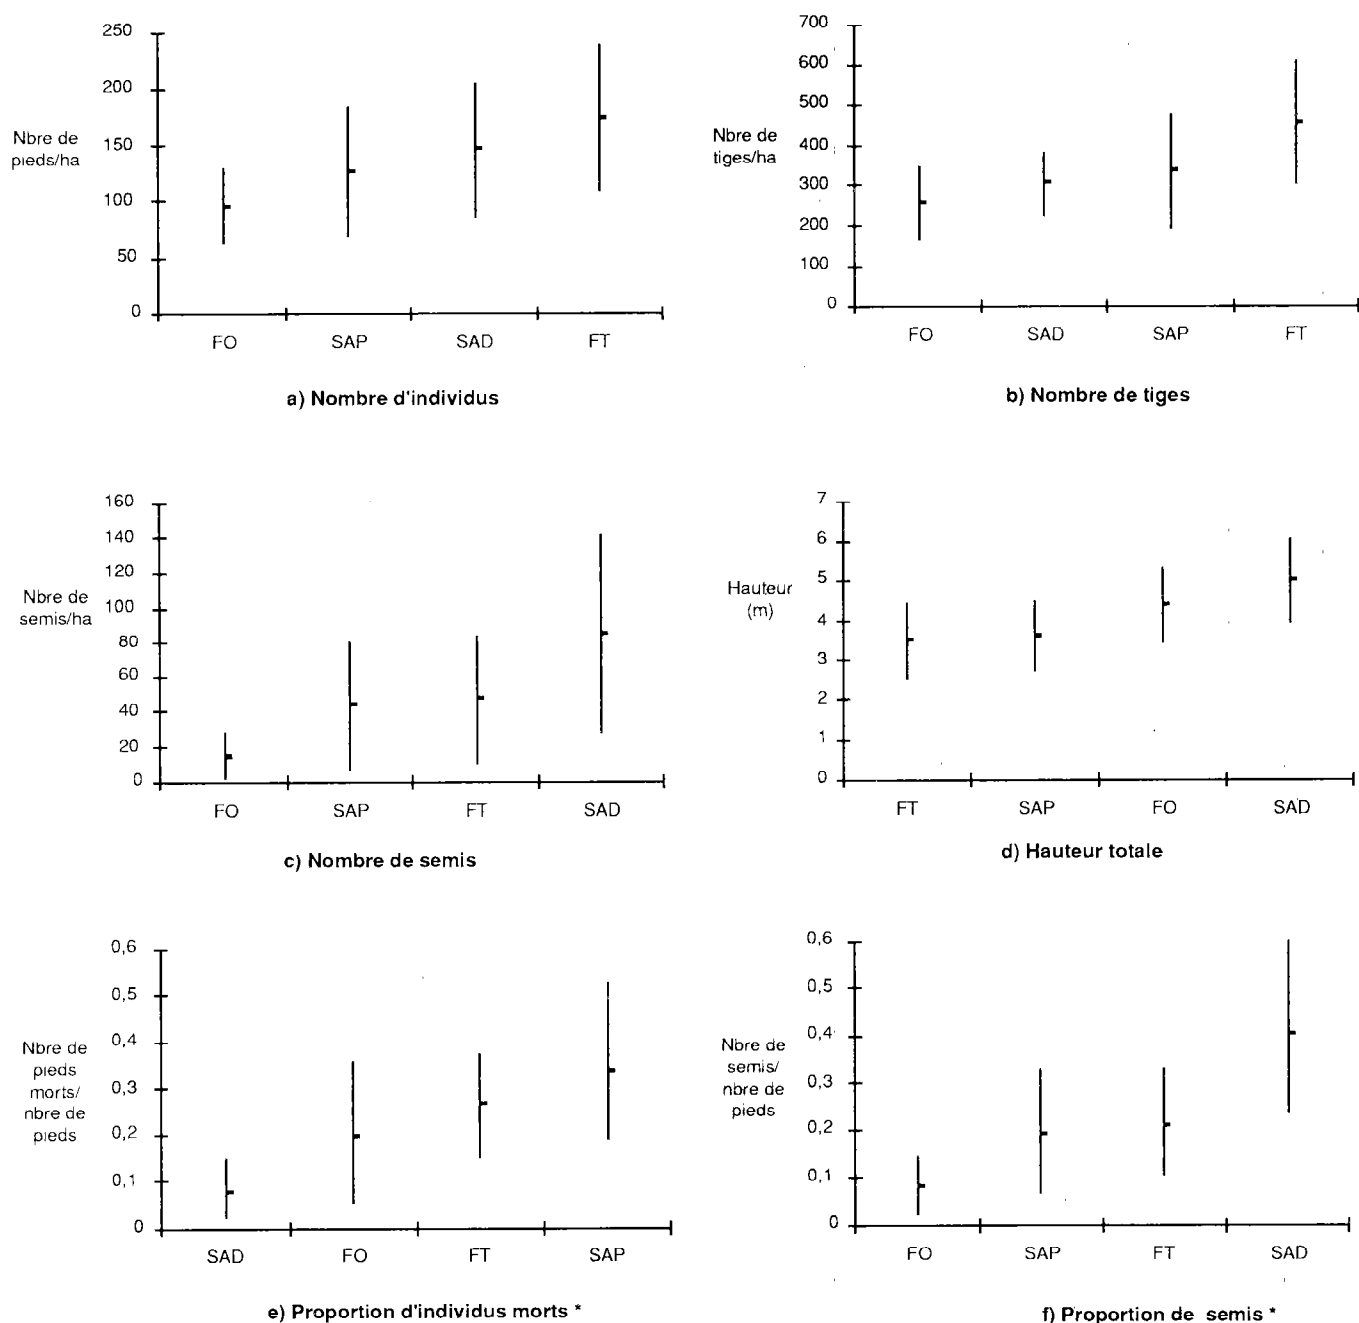 250
200
150
100
50
0
Nbre de
pieds/ha
FO SAP SAD FT
a) Nombre d'individus
700
600
500
400
300
200
100
0
Nbre de
tiges/ha
FO SAD SAP FT
b) Nombre de tiges
160
140
120
100
80
60
40
20
0
Nbre de
semis/ha
FO SAP FT SAD
c) Nombre de semis
7
6
5
4
3
2
1
0
Hauteur
(m)
FT SAP FO SAD
d) Hauteur totale
0,6
0,5
0,4
0,3
0,2
0,1
0
Nbre de
pieds
morts/
nbre de
pieds
SAD FO FT SAP
e) Proportion d'individus morts *
0,6
0,5
0,4
0,3
0,2
0,1
0
Nbre de
semis/
nbre de
pieds
FO SAP FT SAD
f) Proportion de semis *